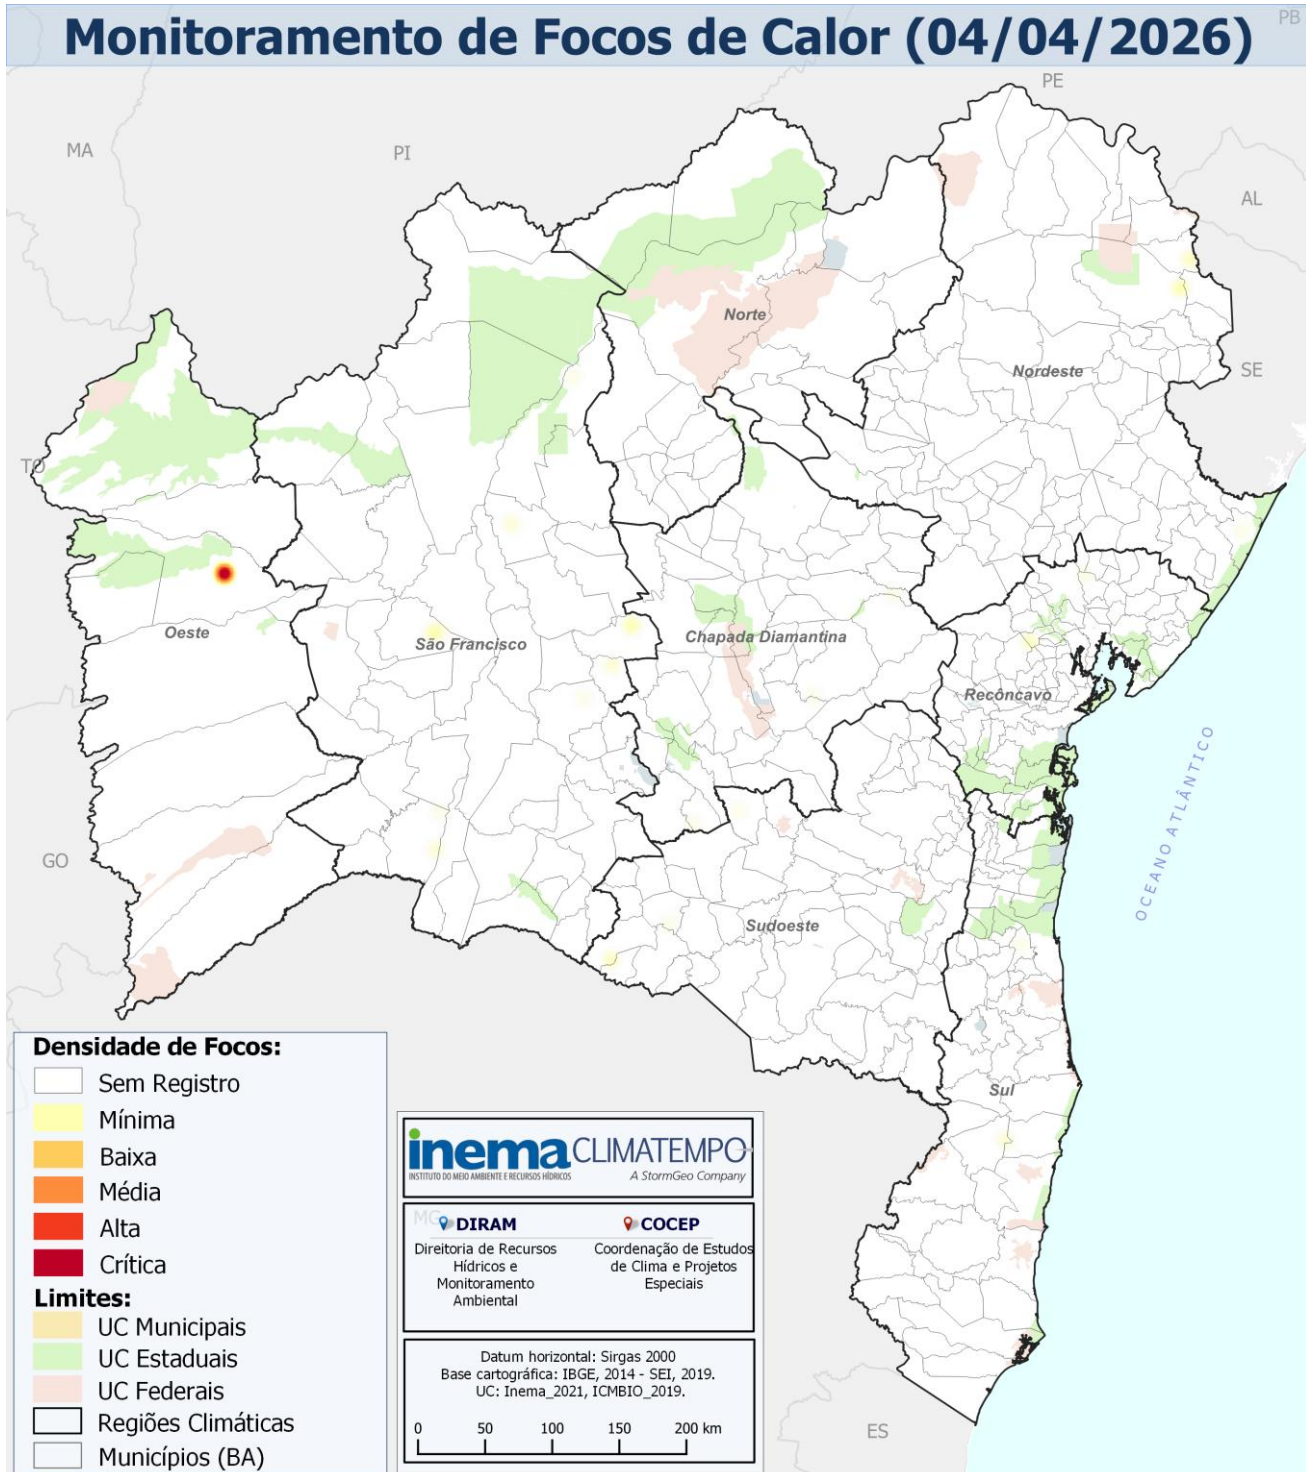 Monitoramento de Focos de Calor (04/04/2026)
PB
PE
MA
PI
AL
Norte
Nordeste
SE
TO
Oeste
São Francisco
Chapada Diamantina
Recôncavo
OCEANO ATLÂNTICO
GO
Sudoeste
Sul
Densidade de Focos:
Sem Registro
Mínima
Baixa
Média
Alta
Crítica
Limites:
UC Municipais
UC Estaduais
UC Federais
Regiões Climáticas
Municípios (BA)
inema
INSTITUTO DO MEIO AMBIENTE E RECURSOS HÍDRICOS
CLIMATEMPO
A StormGeo Company
MG
DIRAM
Direitoria de Recursos
Hídricos e
Monitoramento
Ambiental
COCEP
Coordenação de Estudos
de Clima e Projetos
Especiais
Datum horizontal: Sirgas 2000
Base cartográfica: IBGE, 2014 - SEI, 2019.
UC: Inema_2021, ICMBIO_2019.
0 50 100 150 200 km
ES